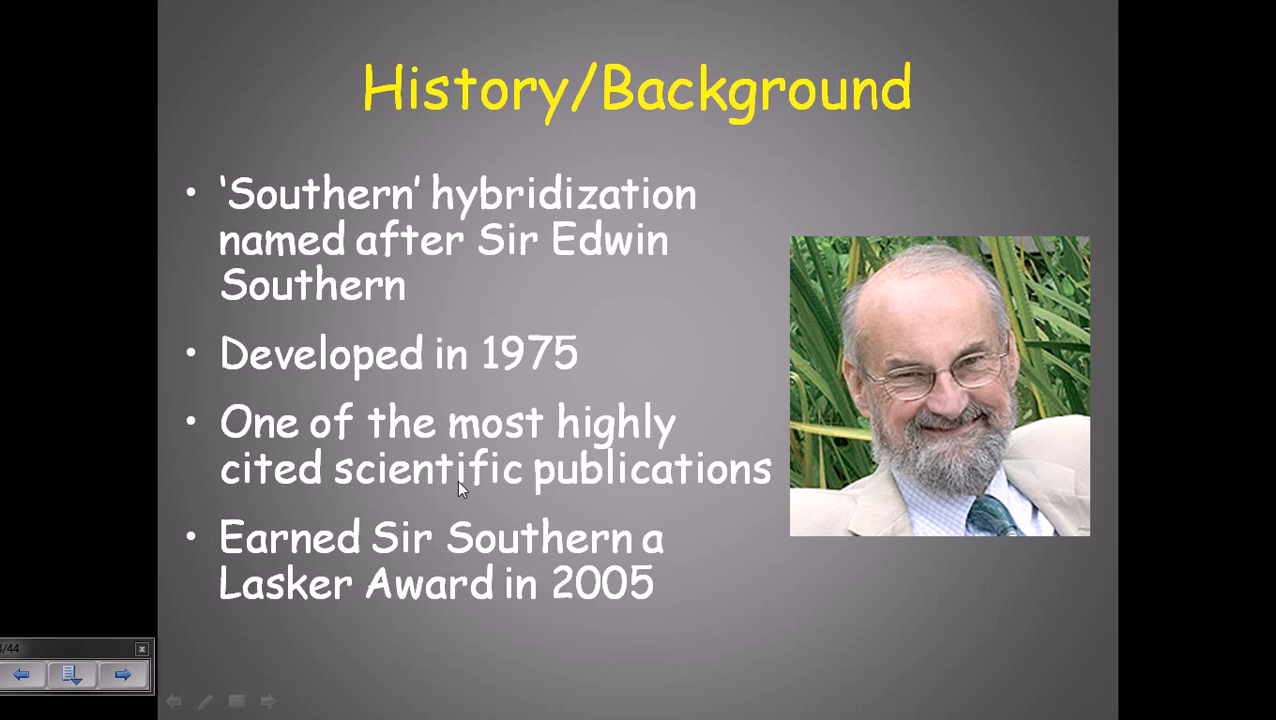 History/Background
• ‘Southern’ hybridization
named after Sir Edwin
Southern
• Developed in 1975
• One of the most highly
cited scientific publications
• Earned Sir Southern a
Lasker Award in 2005
/44